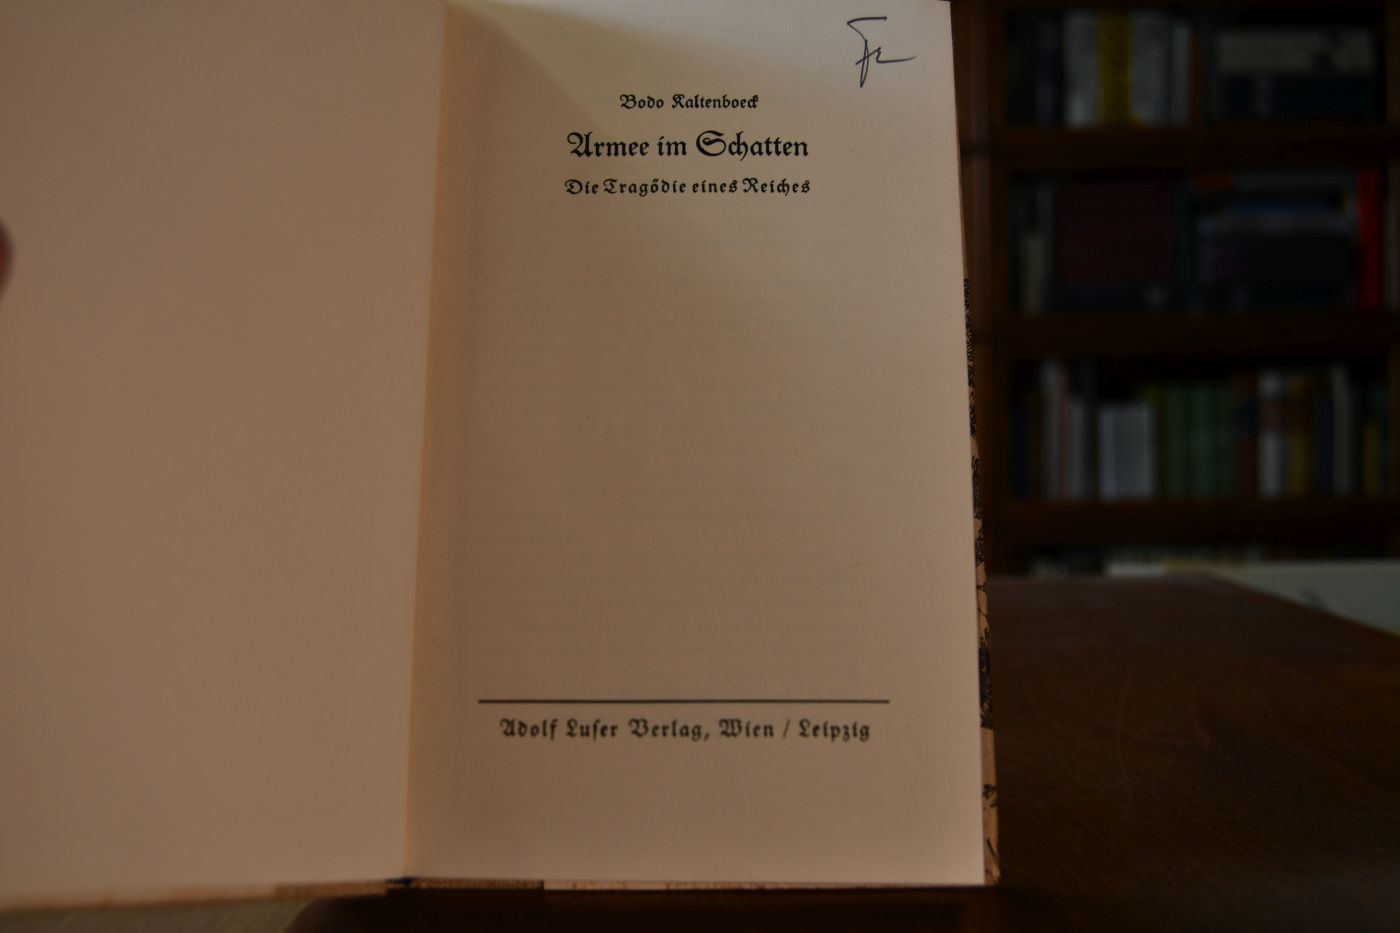 Bodo Kaltenboeck
Armee im Schatten
Die Tragödie eines Reiches
Adolf Luser Verlag, Wien / Leipzig